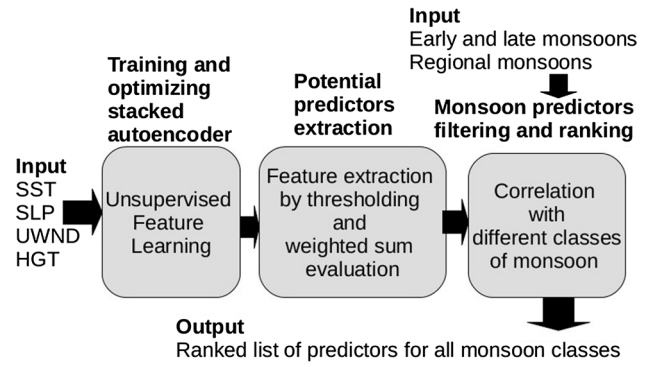 Input
Early and late monsoons
Regional monsoons
Training and
optimizing
stacked
autoencoder
Potential
predictors
extraction
Monsoon predictors
filtering and ranking
Input
SST
SLP
UWND
HGT
Unsupervised
Feature
Learning
Feature extraction
by thresholding
and
weighted sum
evaluation
Correlation
with
different classes
of monsoon
Output
Ranked list of predictors for all monsoon classes